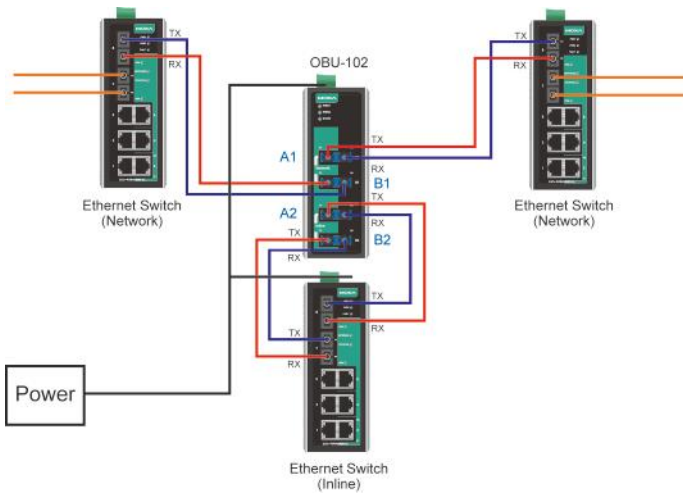 TX
RX
OBU-102
TX
RX
A1
TX
RX
B1
A2
TX
RX
B2
TX
RX
Ethernet Switch
(Network)
Ethernet Switch
(Network)
TX
RX
TX
RX
Power
Ethernet Switch
(Inline)